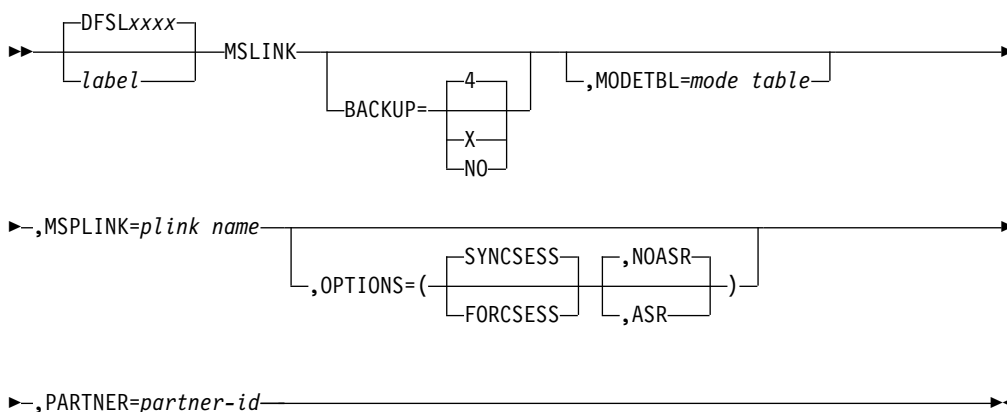 DFSLxxxx
label
MSLINK
BACKUP=
4
X
NO
,MODETBL=mode table
,MSPLINK=plink name
,OPTIONS=(
SYNCSESS
FORCSESS
,NOASR
,ASR
)
,PARTNER=partner-id